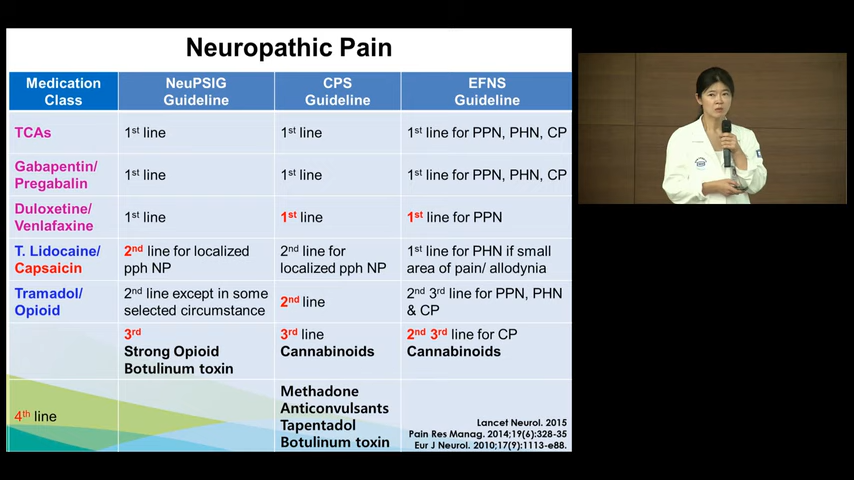 Neuropathic Pain
Medication
Class
NeuPSIG
Guideline
CPS
Guideline
EFNS
Guideline
TCAs
1st line
1st line
1st line for PPN, PHN, CP
Gabapentin/
Pregabalin
1st line
1st line
1st line for PPN, PHN, CP
Duloxetine/
Venlafaxine
1st line
1st line
1st line for PPN
T. Lidocaine/
Capsaicin
2nd line for localized
pph NP
2nd line for
localized pph NP
1st line for PHN if small
area of pain/ allodynia
Tramadol/
Opioid
2nd line except in some
selected circumstance
2nd line
2nd 3rd line for PPN, PHN
& CP
3rd
Strong Opioid
Botulinum toxin
3rd line
Cannabinoids
2nd 3rd line for CP
Cannabinoids
4th line
Methadone
Anticonvulsants
Tapentadol
Botulinum toxin
Lancet Neurol. 2015
Pain Res Manag. 2014;19(6):328-35
Eur J Neurol. 2010;17(9):1113-e88.